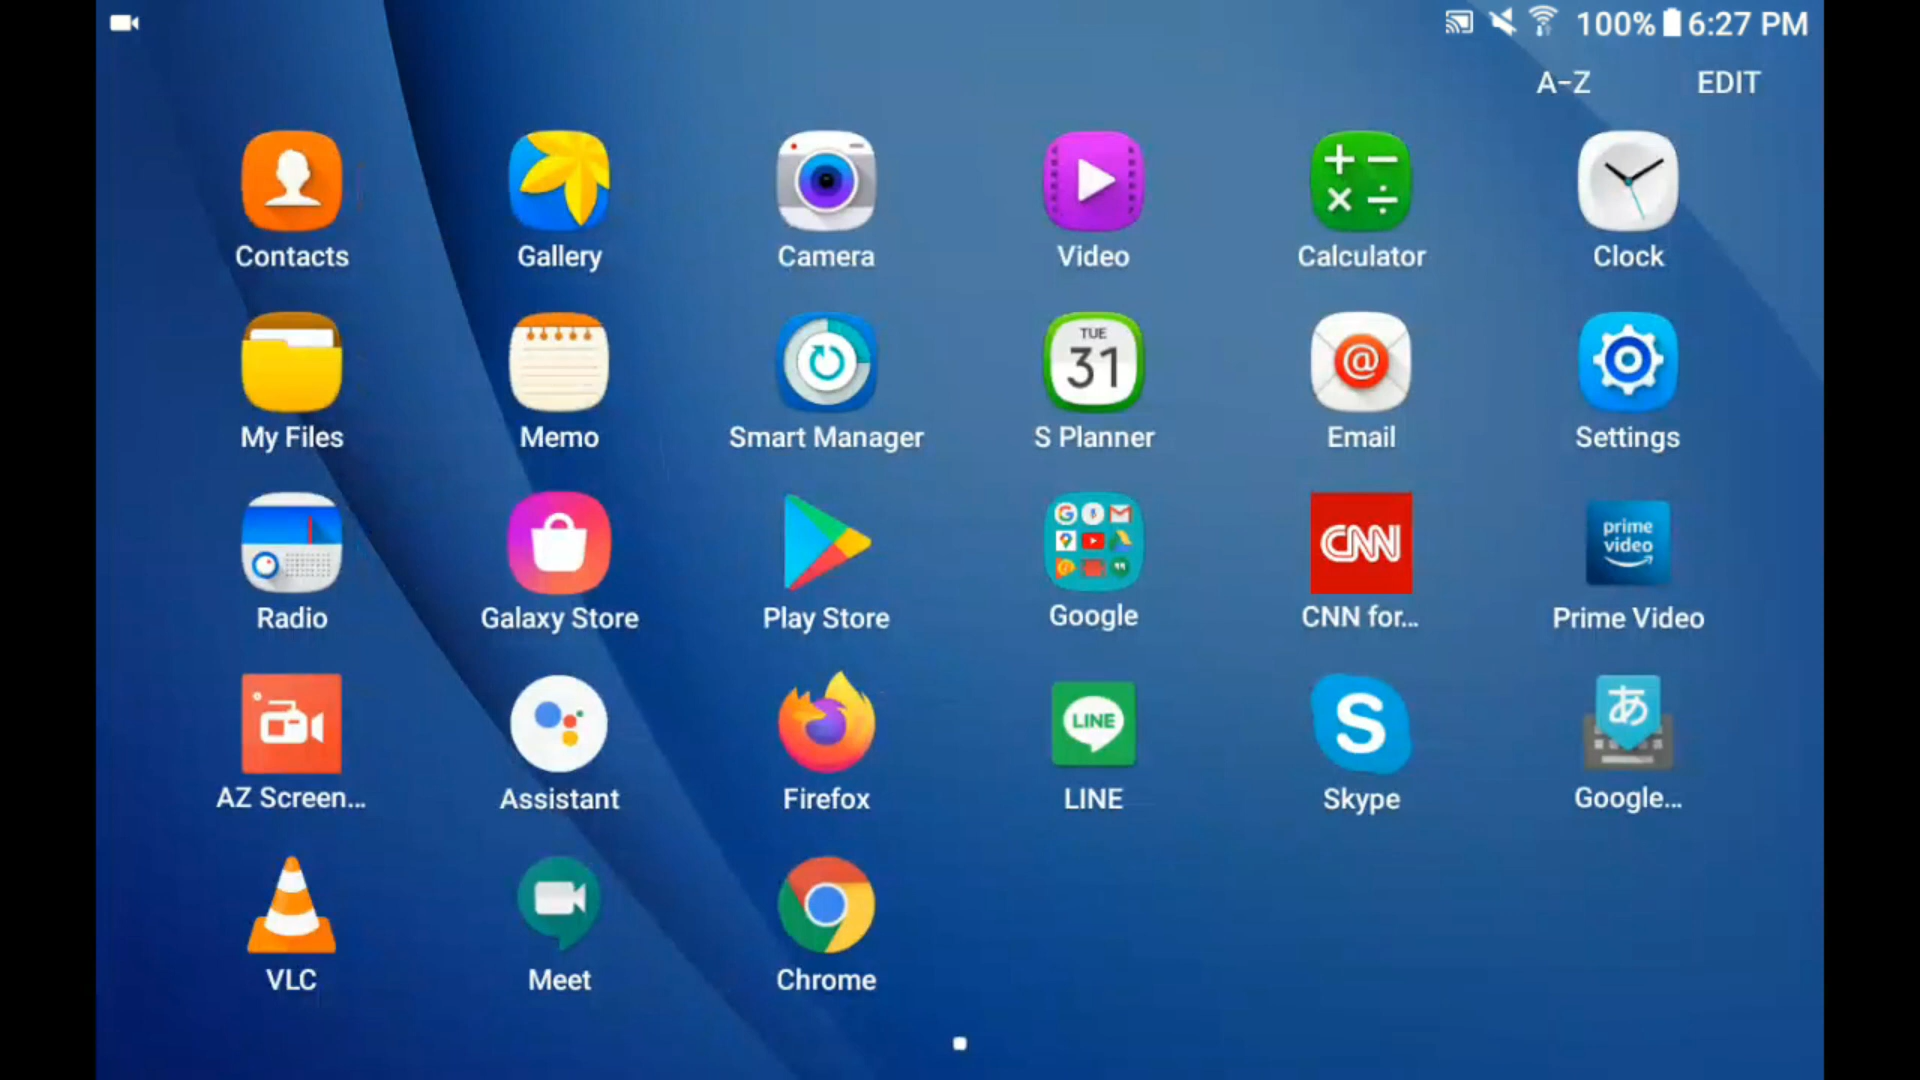 100% 6:27 PM
A-Z EDIT
Contacts Gallery Camera Video Calculator Clock
TUE
31
@
My Files Memo Smart Manager S Planner Email Settings
CNN
prime
video
Radio Galaxy Store Play Store Google CNN for... Prime Video
LINE
S
あ
AZ Screen... Assistant Firefox LINE Skype Google...
VLC Meet Chrome